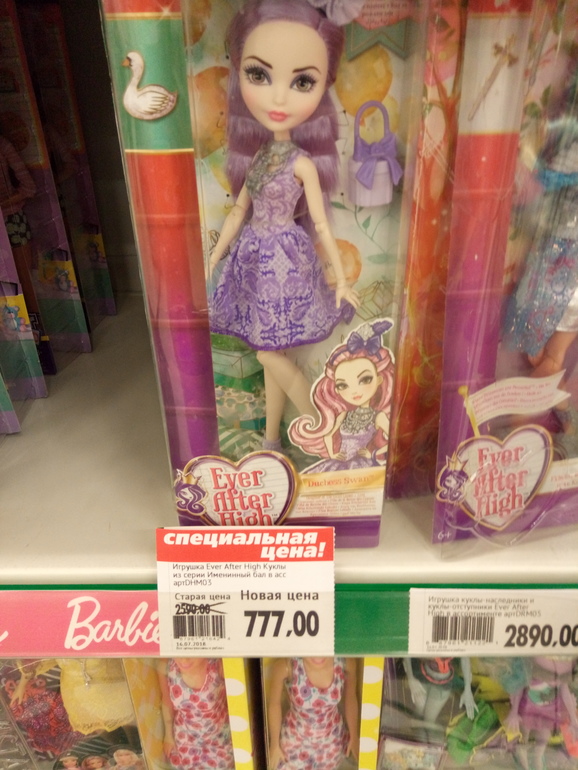 "Duchess Swan"
Ever
After
High
Ever
After
High
6+
специальная
цена!
Игрушка Ever After High Куклы
из серии Именинный бал в асс
артDHM03
Старая цена
Новая цена
2590,00
777,00
16.07.2018
Barbie
Игрушка куклы-наследники и
куклы-отступники Ever After
High в ассортименте
2890,00